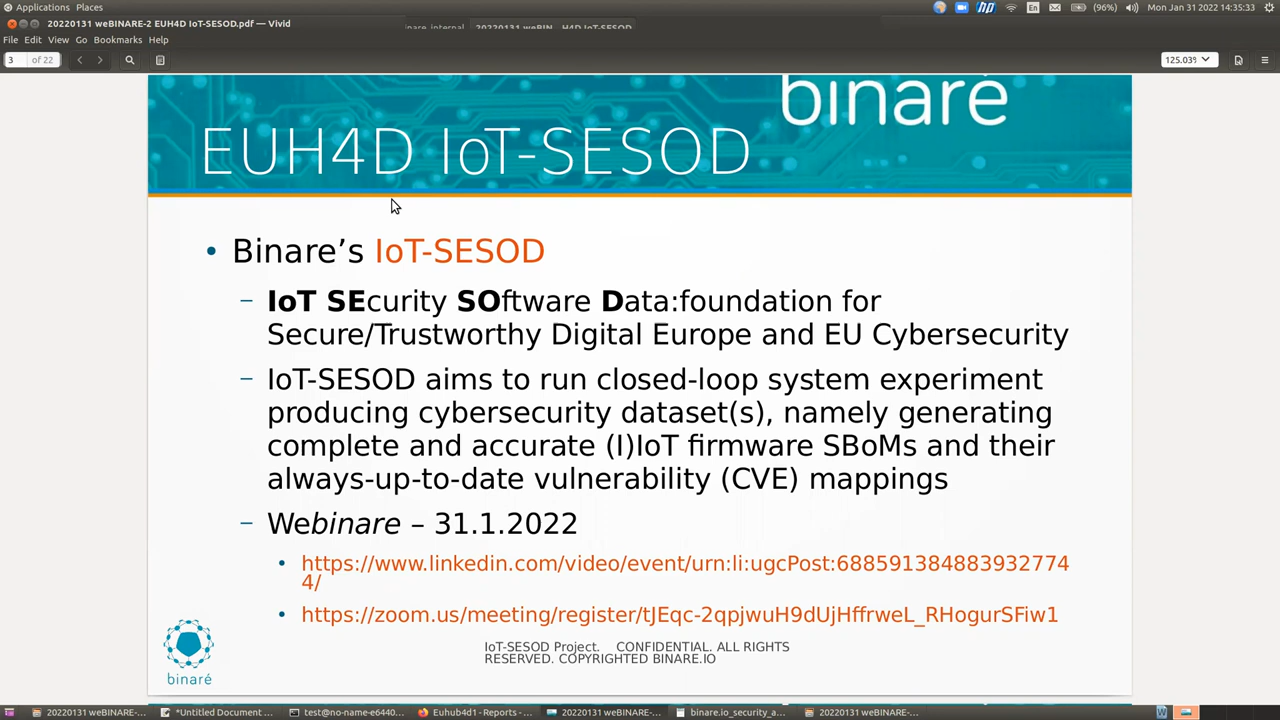 Applications Places
En (96%) Mon Jan 31 2022 14:35:33
20220131 weBINARE-2 EUH4D IoT-SESOD.pdf — Vivid
File Edit View Go Bookmarks Help
3 of 22 125.03%
binaré
EUH4D IoT-SESOD
• Binare’s IoT-SESOD
– IoT SEcurity SOftware Data:foundation for
Secure/Trustworthy Digital Europe and EU Cybersecurity
– IoT-SESOD aims to run closed-loop system experiment
producing cybersecurity dataset(s), namely generating
complete and accurate (I)IoT firmware SBoMs and their
always-up-to-date vulnerability (CVE) mappings
– Webinare – 31.1.2022
• https://www.linkedin.com/video/event/urn:li:ugcPost:688591384883932774
4/
• https://zoom.us/meeting/register/tJEqc-2qpjwuH9dUjHffrweL_RHogurSFiw1
IoT-SESOD Project. CONFIDENTIAL. ALL RIGHTS
RESERVED. COPYRIGHTED BINARE.IO
binaré
20220131 weBINARE-... *Untitled Document ... test@no-name-e6440... Euhub4d1 - Reports - ... 20220131 weBINARE-... binare.io_security_a... 20220131 weBINARE-...